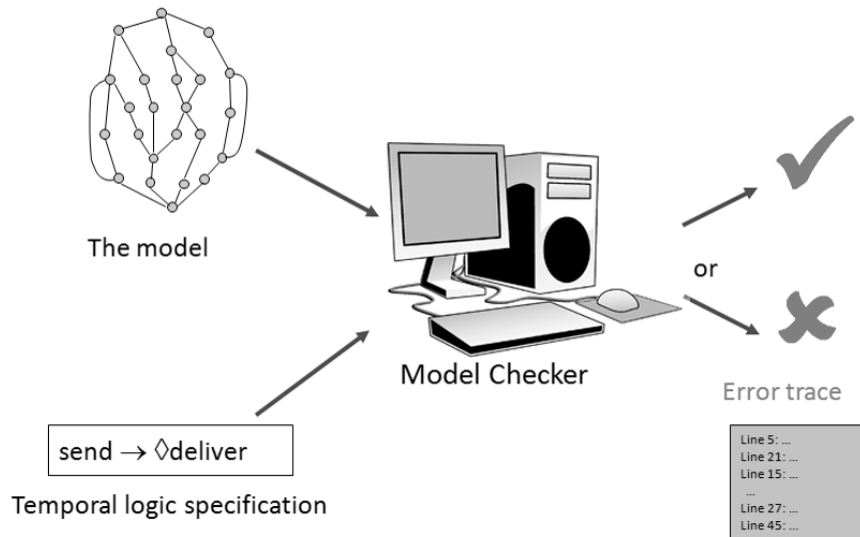 The model
or
Model Checker
Error trace
send → ◊deliver
Temporal logic specification
Line 5: ...
Line 21: ...
Line 15: ...
...
Line 27: ...
Line 45: ...